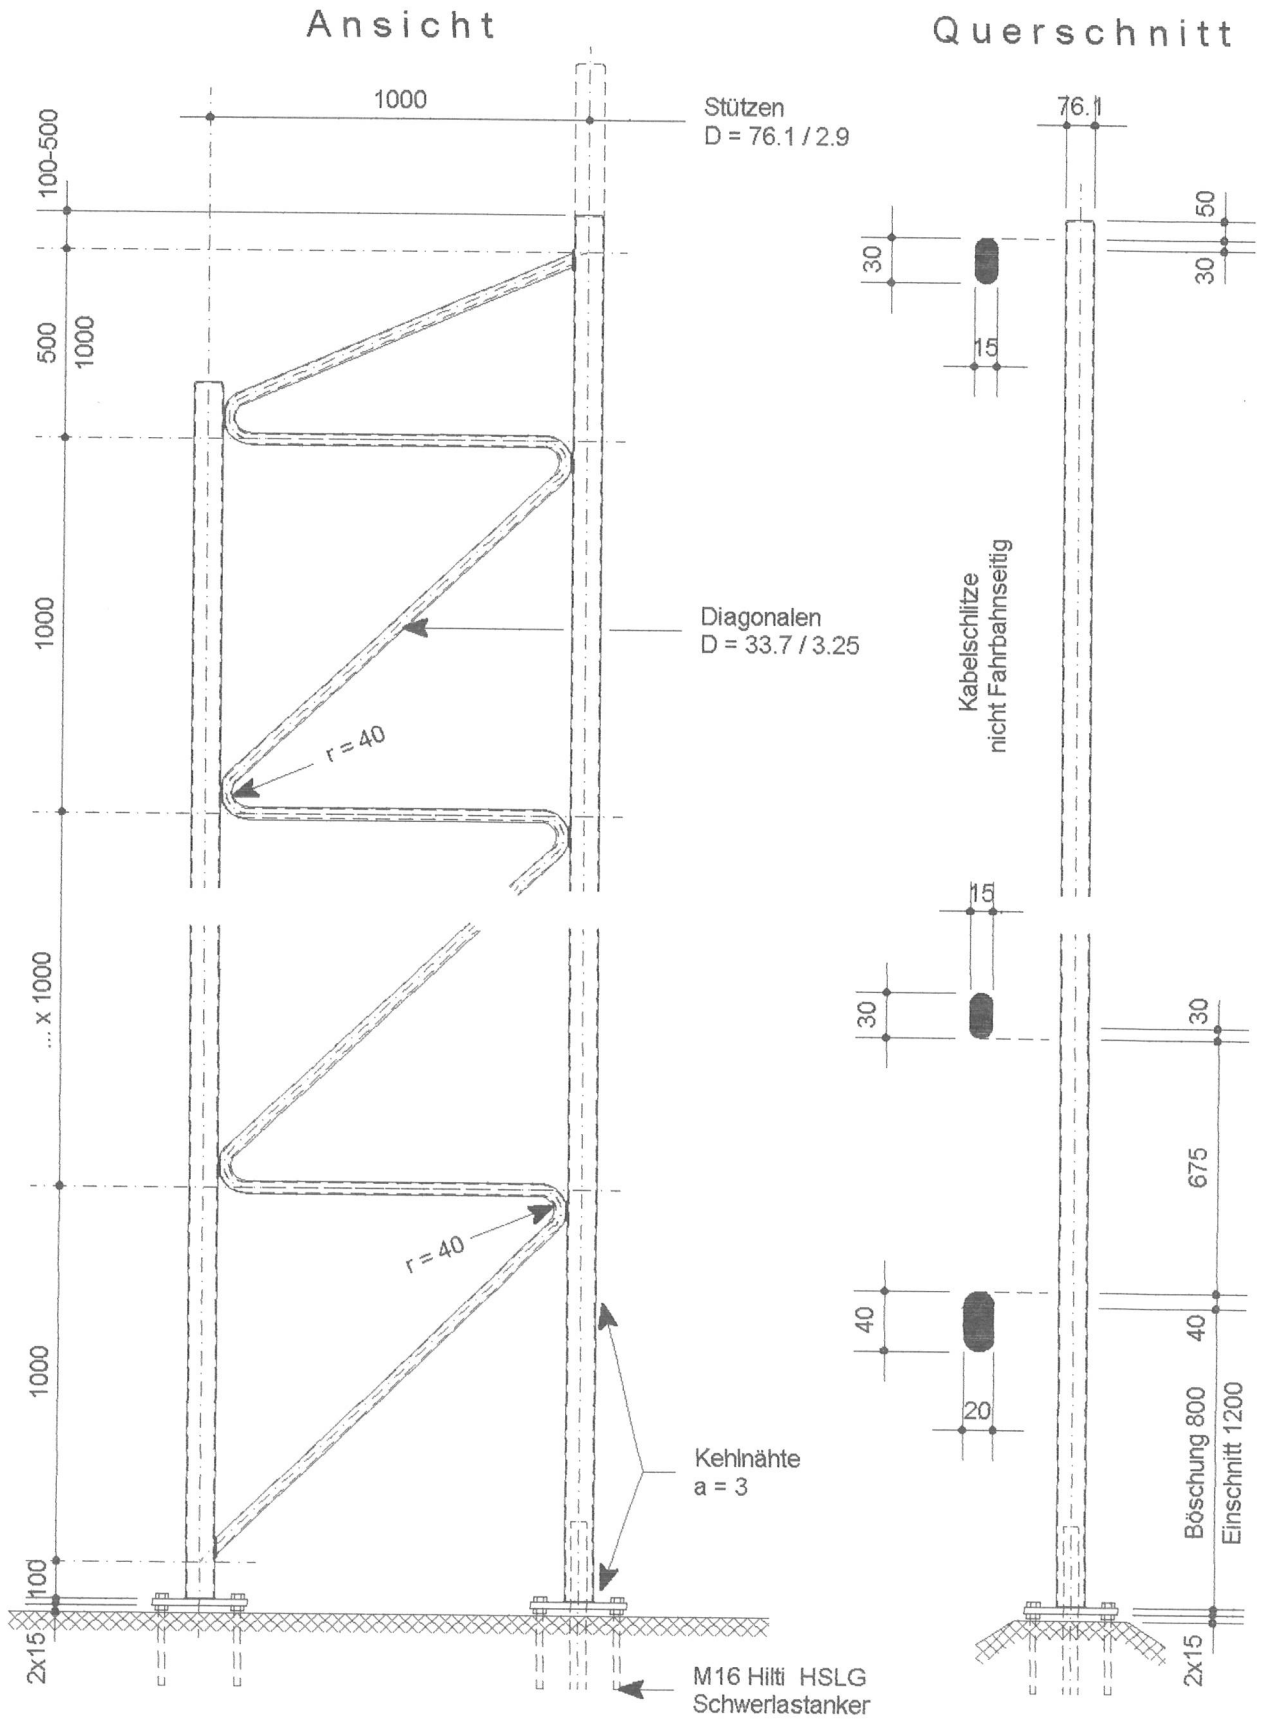 Ansicht
Querschnitt
1000
Stützen
D = 76.1 / 2.9
76.1
100-500
50
30
30
15
500
1000
1000
Diagonalen
D = 33.7 / 3.25
Kabelschlitze
nicht Fahrbahnseitig
r = 40
15
30
30
... x 1000
675
r = 40
40
40
20
1000
Böschung 800
Einschnitt 1200
Kehlnähte
a = 3
100
2x15
2x15
M16 Hilti HSLG
Schwerlastanker